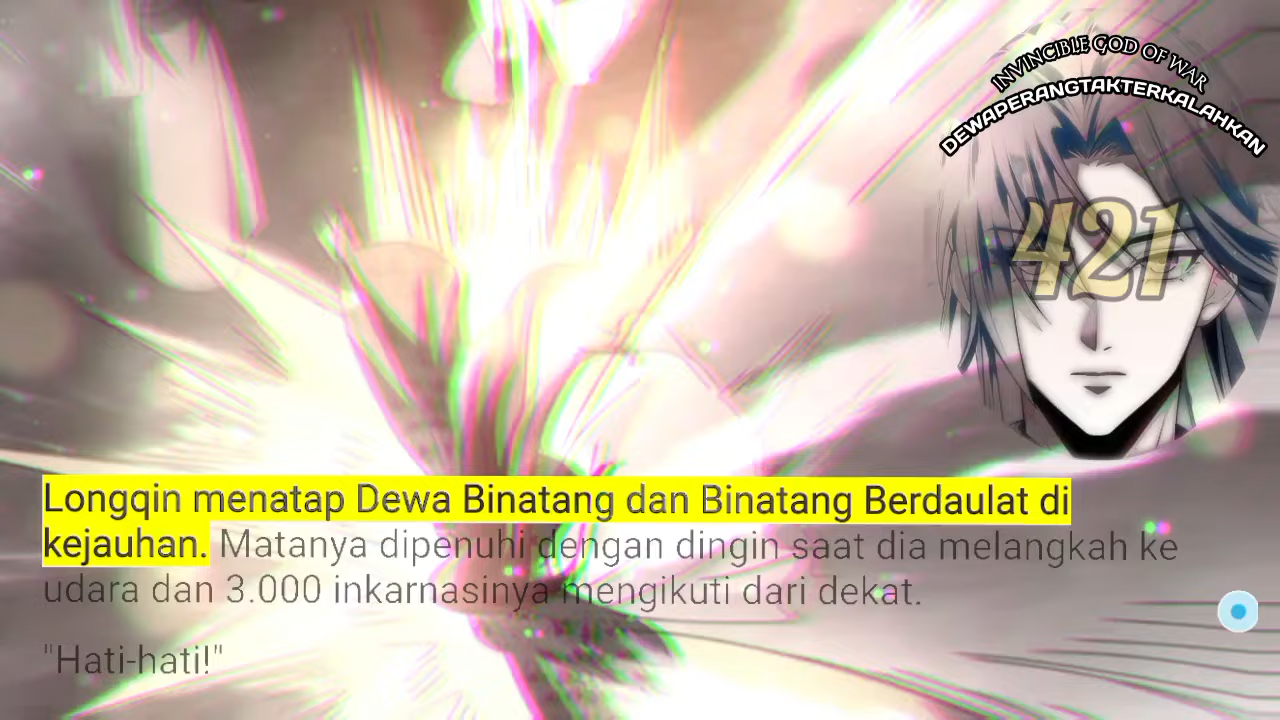 INVINCIBLE GOD OF WAR
DEWAPERANGTAKTERKALAHKAN
421
Longqin menatap Dewa Binatang dan Binatang Berdaulat di
kejauhan. Matanya dipenuhi dengan dingin saat dia melangkah ke
udara dan 3.000 inkarnasinya mengikuti dari dekat.
"Hati-hati!"